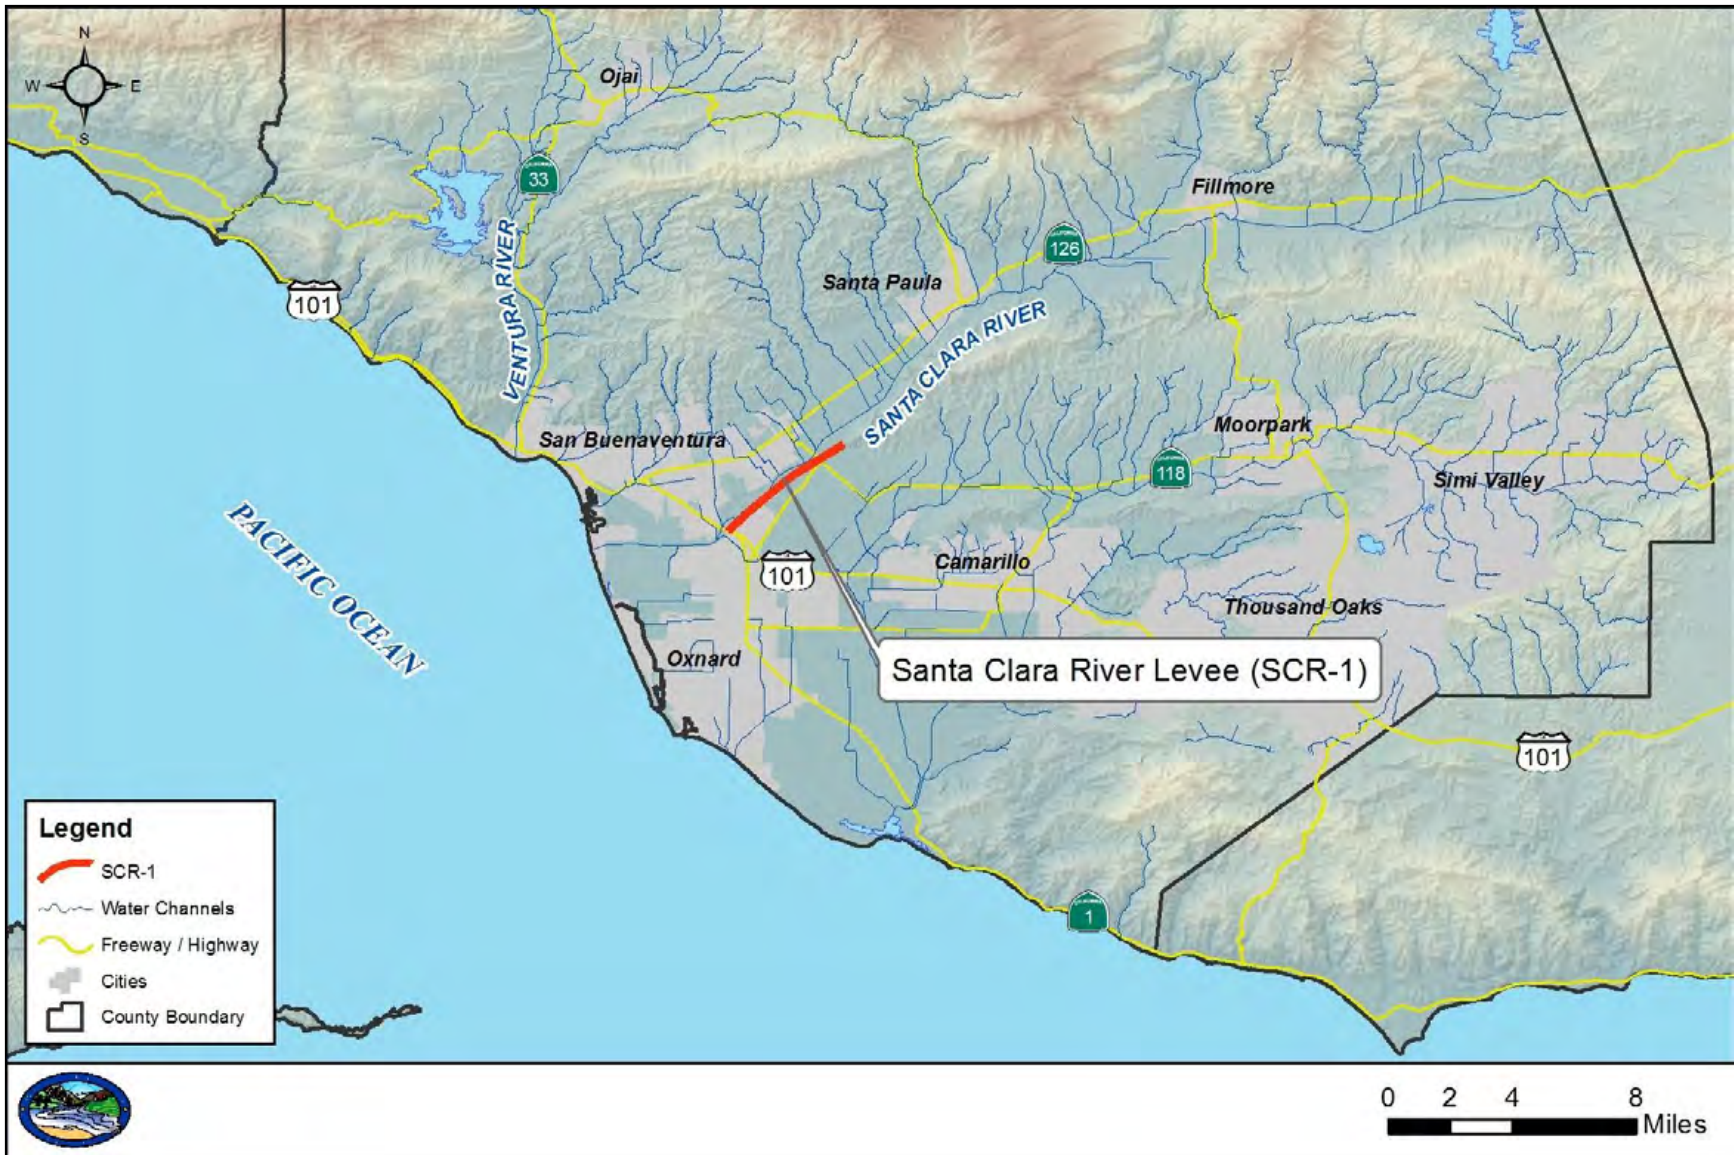 N
W E
S
Ojai
33
Fillmore
CALIFORNIA
126
Santa Paula
VENTURA RIVER
101
SANTA CLARA RIVER
San Buenaventura
Moorpark
118
Simi Valley
PACIFIC OCEAN
101
Camarillo
Thousand Oaks
Oxnard
Santa Clara River Levee (SCR-1)
101
1
Legend
SCR-1
Water Channels
Freeway / Highway
Cities
County Boundary
0 2 4 8
Miles